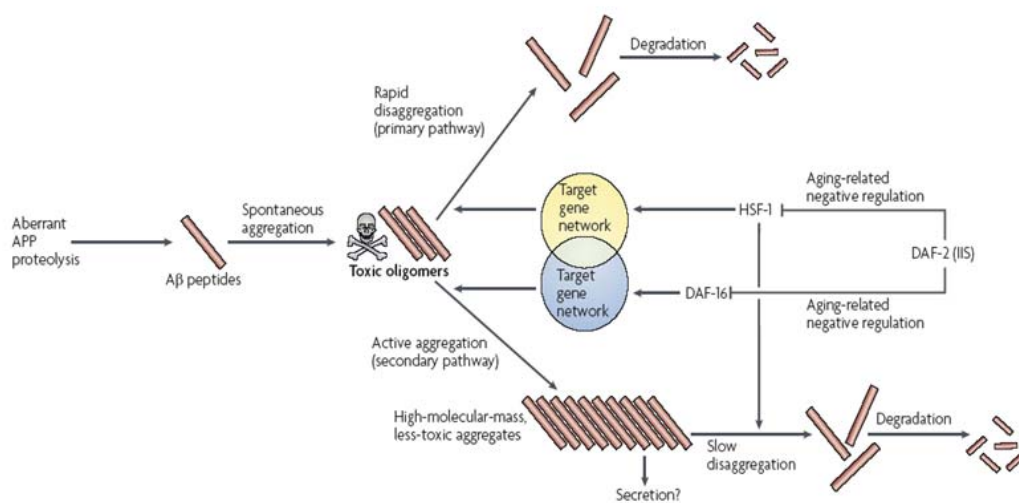 Degradation
Rapid
disaggregation
(primary pathway)
Target
gene
network
Aging-related
negative regulation
HSF-1
Aberrant
APP
proteolysis
Spontaneous
aggregation
Aβ peptides
Toxic oligomers
DAF-2 (IIS)
Target
gene
network
DAF-16
Aging-related
negative regulation
Active aggregation
(secondary pathway)
High-molecular-mass,
less-toxic aggregates
Slow
disaggregation
Degradation
Secretion?